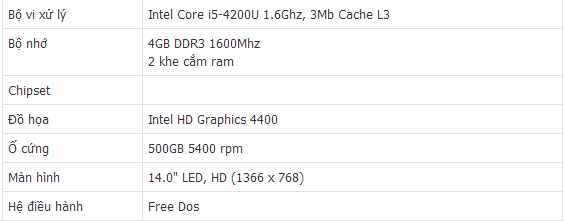 Bộ vi xử lý Intel Core i5-4200U 1.6Ghz, 3Mb Cache L3
Bộ nhớ 4GB DDR3 1600Mhz
2 khe cắm ram
Chipset
Đồ họa Intel HD Graphics 4400
Ổ cứng 500GB 5400 rpm
Màn hình 14.0" LED, HD (1366 x 768)
Hệ điều hành Free Dos